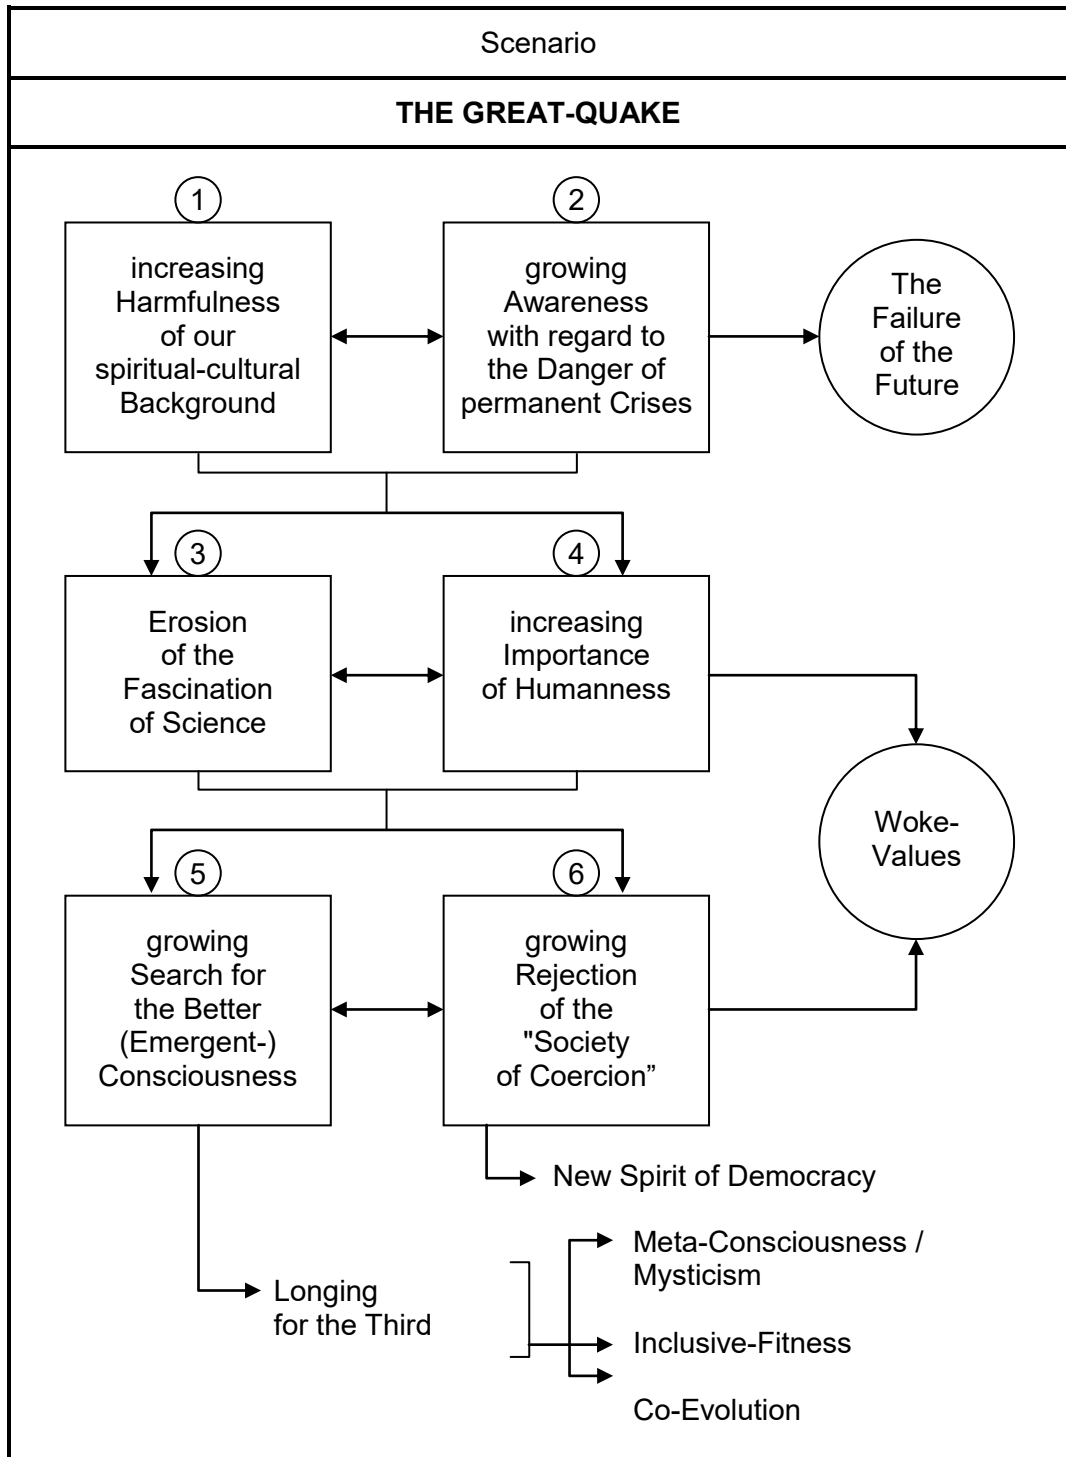 Scenario
THE GREAT-QUAKE
1
increasing
Harmfulness
of our
spiritual-cultural
Background
2
growing
Awareness
with regard to
the Danger of
permanent Crises
The
Failure
of the
Future
3
Erosion
of the
Fascination
of Science
4
increasing
Importance
of Humanness
Woke-
Values
5
growing
Search for
the Better
(Emergent-)
Consciousness
6
growing
Rejection
of the
"Society
of Coercion”
New Spirit of Democracy
Longing
for the Third
Meta-Consciousness /
Mysticism
Inclusive-Fitness
Co-Evolution